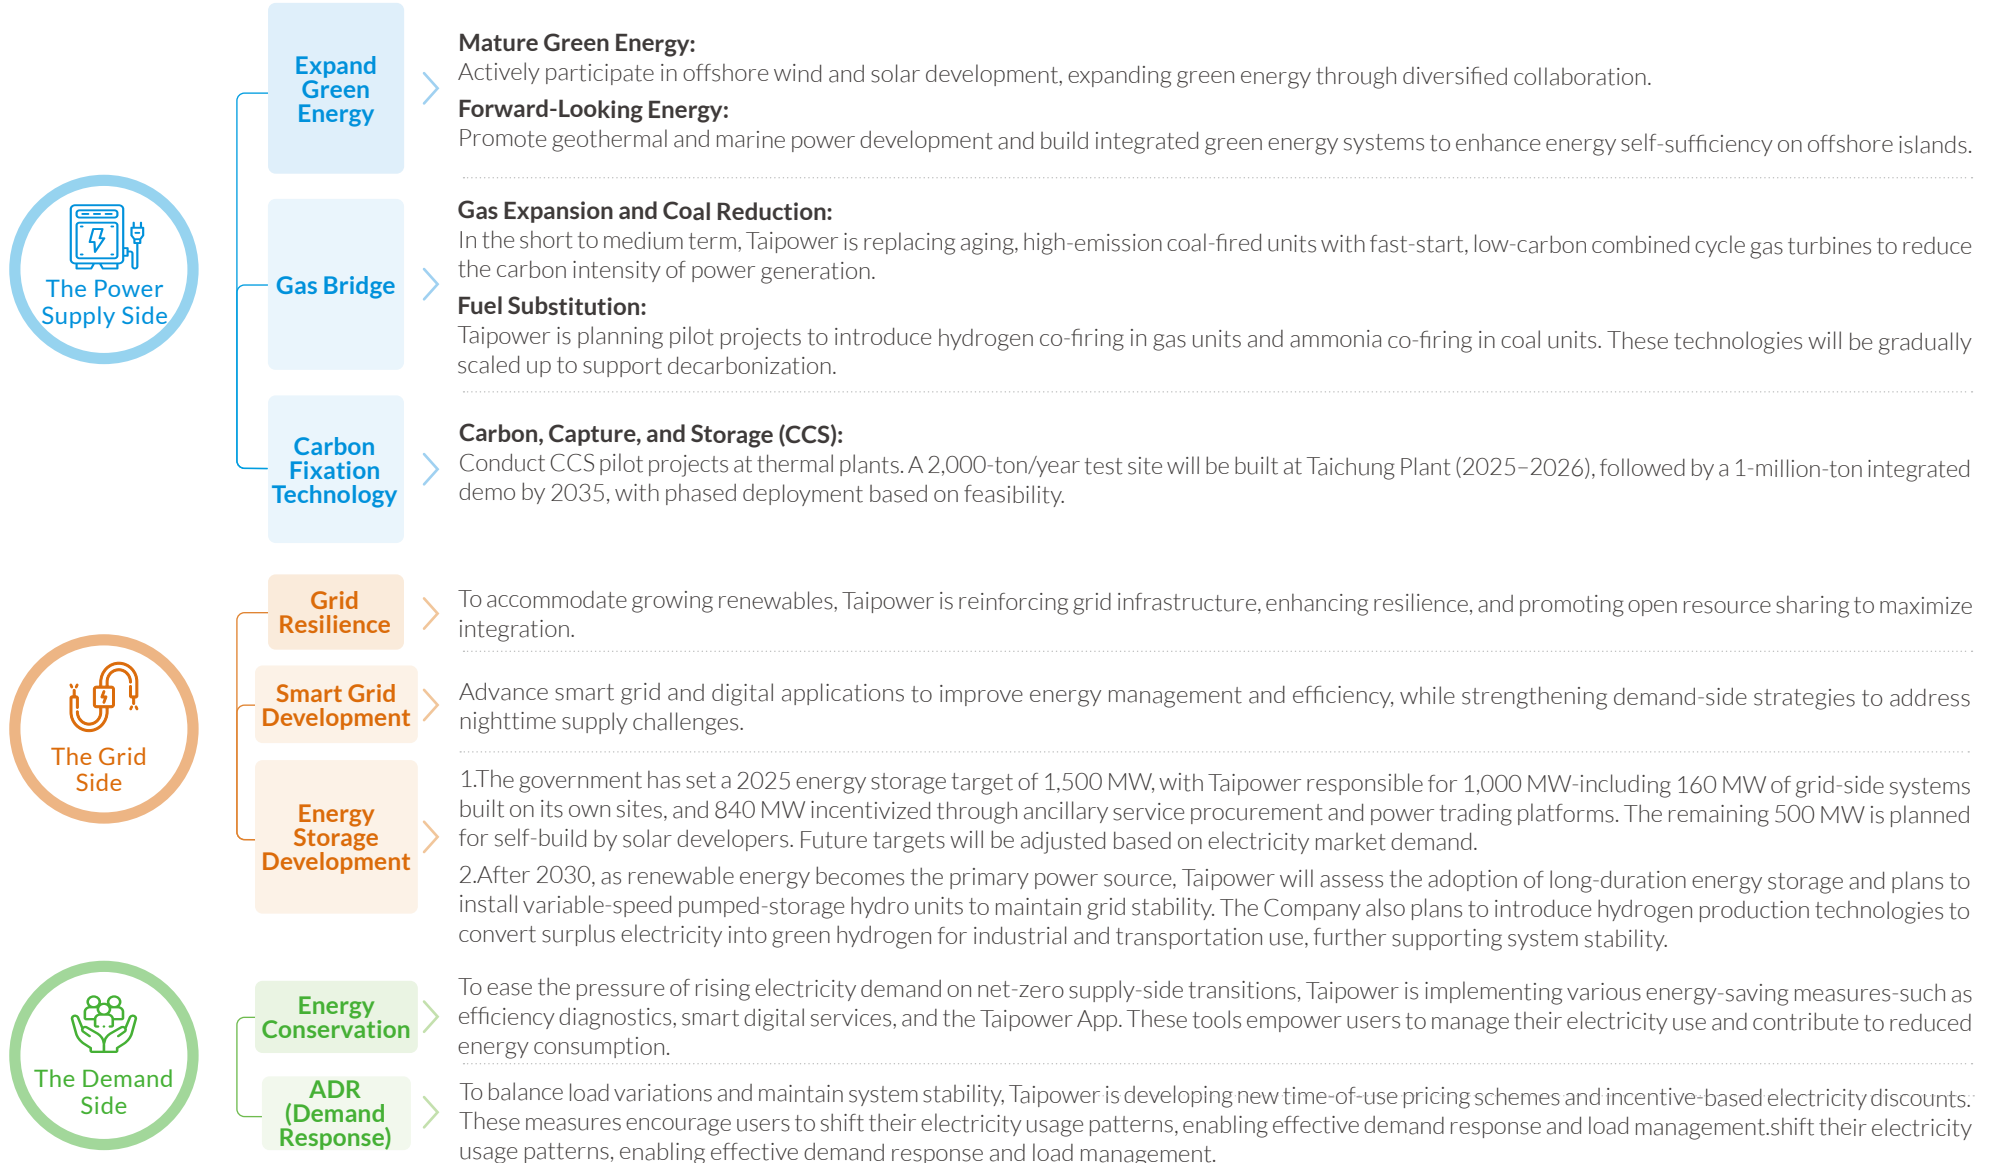 The Power
Supply Side
Expand
Green
Energy
Mature Green Energy:
Actively participate in offshore wind and solar development, expanding green energy through diversified collaboration.
Forward-Looking Energy:
Promote geothermal and marine power development and build integrated green energy systems to enhance energy self-sufficiency on offshore islands.
Gas Bridge
Gas Expansion and Coal Reduction:
In the short to medium term, Taipower is replacing aging, high-emission coal-fired units with fast-start, low-carbon combined cycle gas turbines to reduce
the carbon intensity of power generation.
Fuel Substitution:
Taipower is planning pilot projects to introduce hydrogen co-firing in gas units and ammonia co-firing in coal units. These technologies will be gradually
scaled up to support decarbonization.
Carbon
Fixation
Technology
Carbon, Capture, and Storage (CCS):
Conduct CCS pilot projects at thermal plants. A 2,000-ton/year test site will be built at Taichung Plant (2025–2026), followed by a 1-million-ton integrated
demo by 2035, with phased deployment based on feasibility.
The Grid
Side
Grid
Resilience
To accommodate growing renewables, Taipower is reinforcing grid infrastructure, enhancing resilience, and promoting open resource sharing to maximize
integration.
Smart Grid
Development
Advance smart grid and digital applications to improve energy management and efficiency, while strengthening demand-side strategies to address
nighttime supply challenges.
Energy
Storage
Development
1.The government has set a 2025 energy storage target of 1,500 MW, with Taipower responsible for 1,000 MW-including 160 MW of grid-side systems
built on its own sites, and 840 MW incentivized through ancillary service procurement and power trading platforms. The remaining 500 MW is planned
for self-build by solar developers. Future targets will be adjusted based on electricity market demand.
2.After 2030, as renewable energy becomes the primary power source, Taipower will assess the adoption of long-duration energy storage and plans to
install variable-speed pumped-storage hydro units to maintain grid stability. The Company also plans to introduce hydrogen production technologies to
convert surplus electricity into green hydrogen for industrial and transportation use, further supporting system stability.
The Demand
Side
Energy
Conservation
To ease the pressure of rising electricity demand on net-zero supply-side transitions, Taipower is implementing various energy-saving measures-such as
efficiency diagnostics, smart digital services, and the Taipower App. These tools empower users to manage their electricity use and contribute to reduced
energy consumption.
ADR
(Demand
Response)
To balance load variations and maintain system stability, Taipower is developing new time-of-use pricing schemes and incentive-based electricity discounts.
These measures encourage users to shift their electricity usage patterns, enabling effective demand response and load management.shift their electricity
usage patterns, enabling effective demand response and load management.